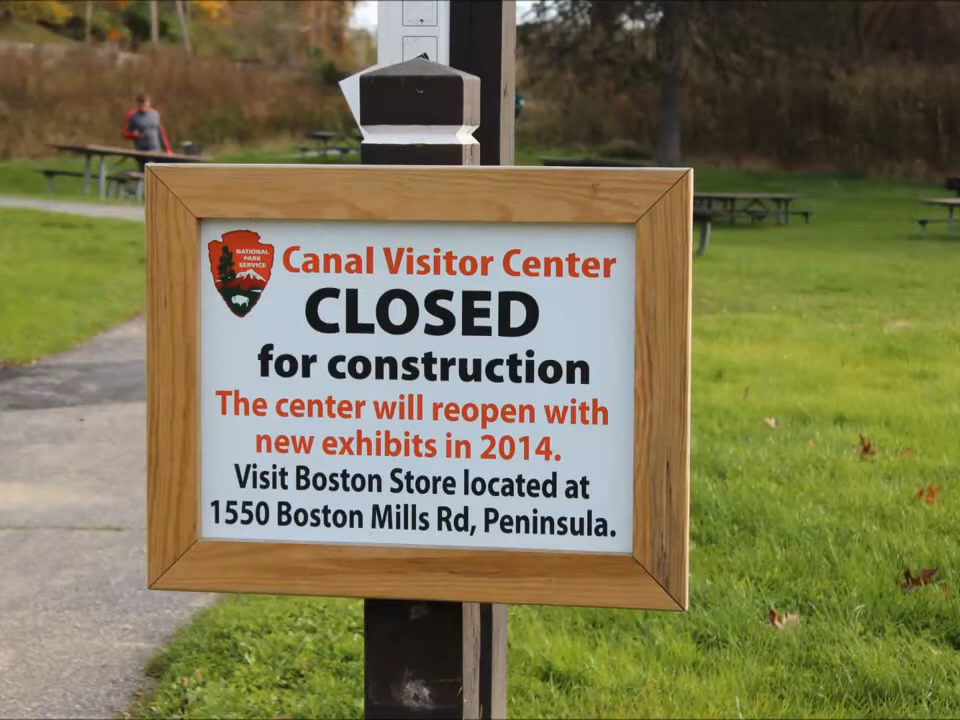 NATIONAL
PARK
SERVICE
Canal Visitor Center
CLOSED
for construction
The center will reopen with
new exhibits in 2014.
Visit Boston Store located at
1550 Boston Mills Rd, Peninsula.